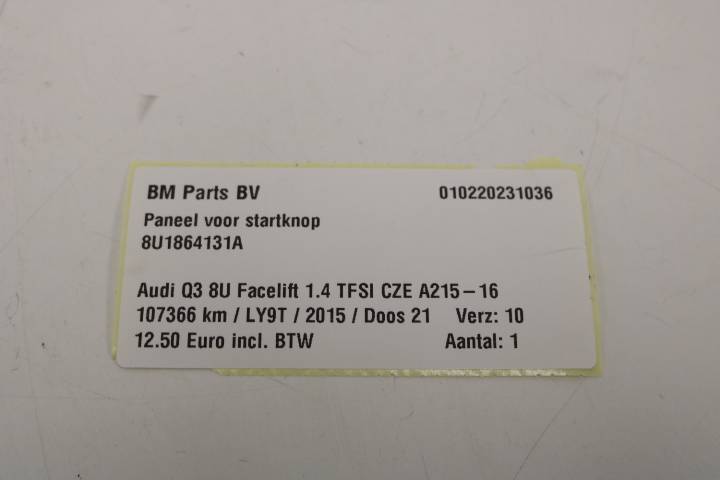 BM Parts BV 010220231036
Paneel voor startknop
8U1864131A
Audi Q3 8U Facelift 1.4 TFSI CZE A215-16
107366 km / LY9T / 2015 / Doos 21 Verz: 10
12.50 Euro incl. BTW Aantal: 1